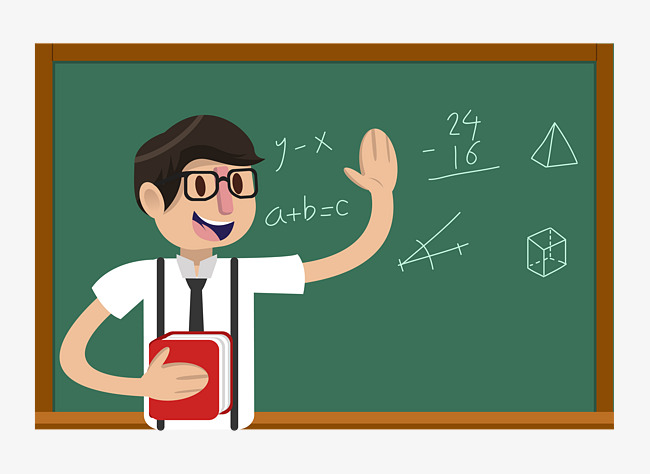 y-x
24
- 16
a+b=c